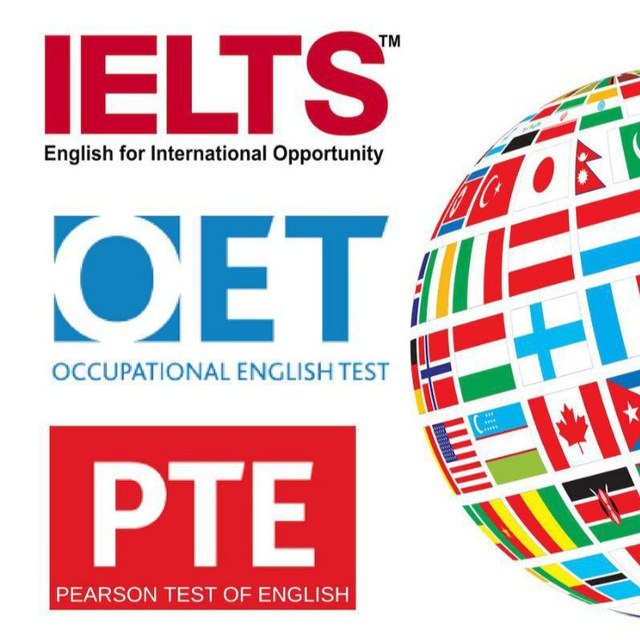 IELTS™
English for International Opportunity
OET
OCCUPATIONAL ENGLISH TEST
PTE
PEARSON TEST OF ENGLISH